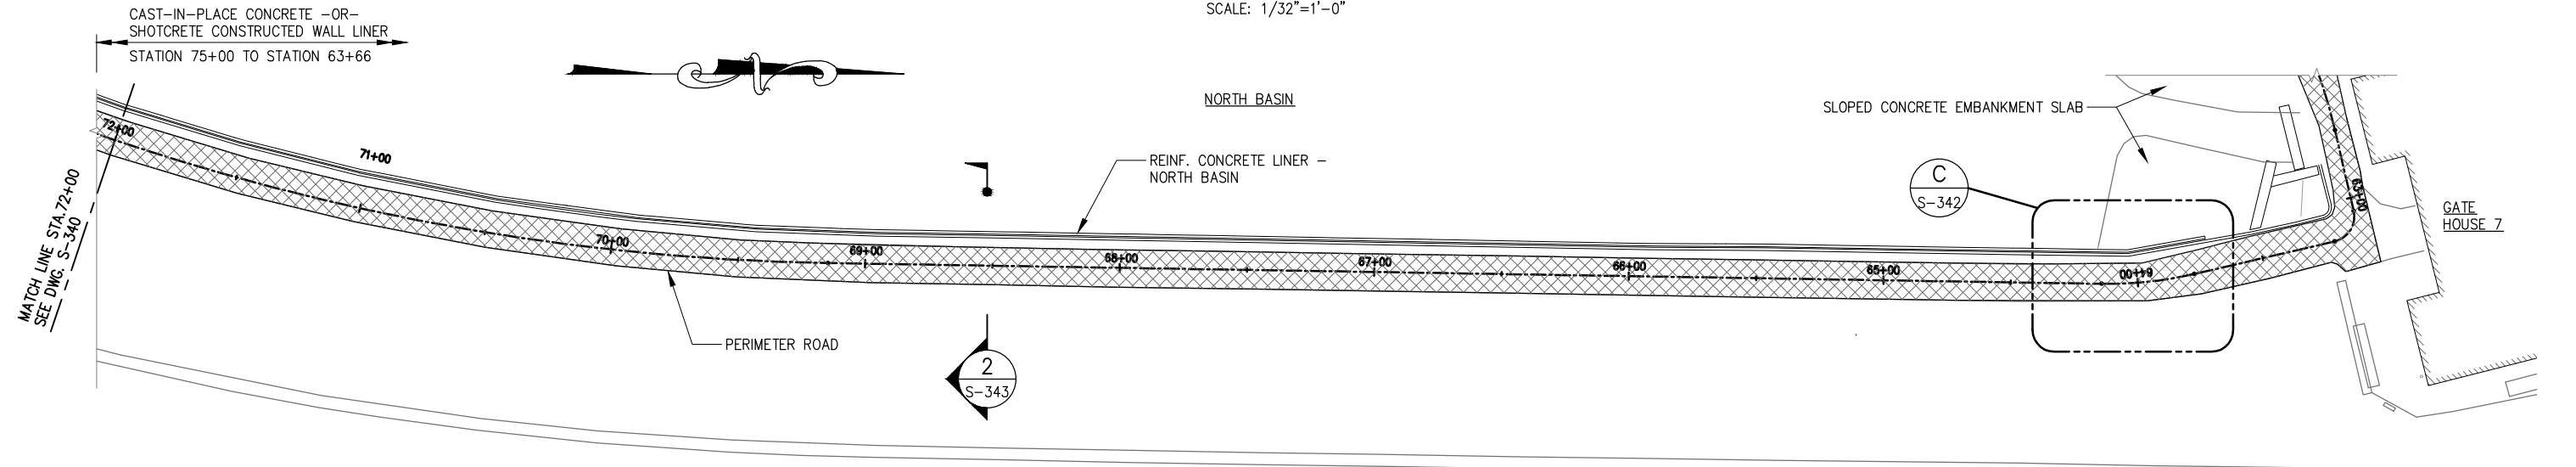 SCALE: 1/32"=1'-0"
CAST-IN-PLACE CONCRETE -OR-
SHOTCRETE CONSTRUCTED WALL LINER
STATION 75+00 TO STATION 63+66
NORTH BASIN
SLOPED CONCRETE EMBANKMENT SLAB
72+00
71+00
REINF. CONCRETE LINER -
NORTH BASIN
C
S-342
63+00
GATE
HOUSE 7
MATCH LINE STA.72+00
SEE DWG. S-340
70+00
69+00
68+00
67+00
66+00
65+00
64+00
PERIMETER ROAD
2
S-343